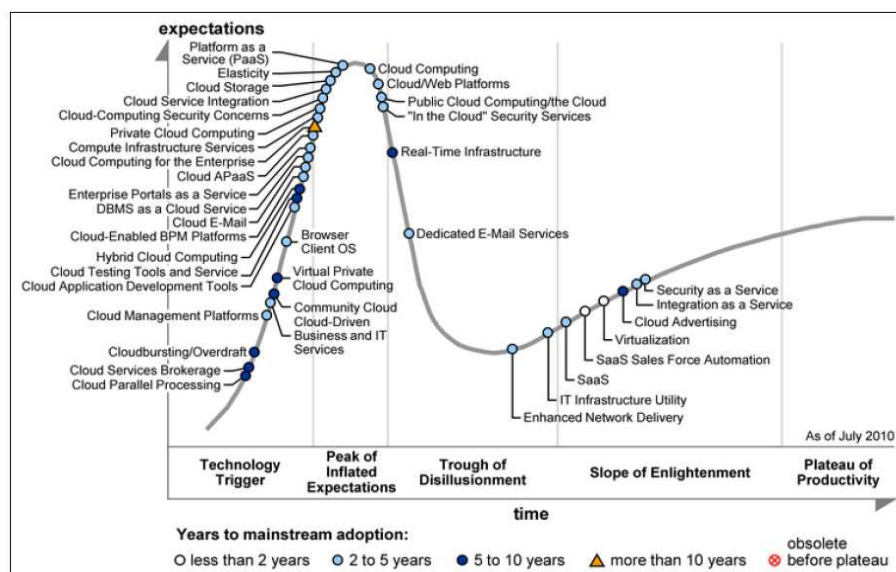 expectations
Platform as a
Service (PaaS)
Elasticity
Cloud Storage
Cloud Service Integration
Cloud-Computing Security Concerns
Private Cloud Computing
Compute Infrastructure Services
Cloud Computing for the Enterprise
Cloud APaaS
Enterprise Portals as a Service
DBMS as a Cloud Service
Cloud E-Mail
Cloud-Enabled BPM Platforms
Hybrid Cloud Computing
Cloud Testing Tools and Service
Cloud Application Development Tools
Cloud Management Platforms
Cloudbursting/Overdraft
Cloud Services Brokerage
Cloud Parallel Processing
Browser
Client OS
Virtual Private
Cloud Computing
Community Cloud
Cloud-Driven
Business and IT
Services
Cloud Computing
Cloud/Web Platforms
Public Cloud Computing/the Cloud
"In the Cloud" Security Services
Real-Time Infrastructure
Dedicated E-Mail Services
Security as a Service
Integration as a Service
Cloud Advertising
Virtualization
SaaS Sales Force Automation
SaaS
IT Infrastructure Utility
Enhanced Network Delivery
As of July 2010
Technology
Trigger
Peak of
Inflated
Expectations
Trough of
Disillusionment
Slope of Enlightenment
Plateau of
Productivity
time
Years to mainstream adoption:
less than 2 years
2 to 5 years
5 to 10 years
more than 10 years
obsolete
before plateau